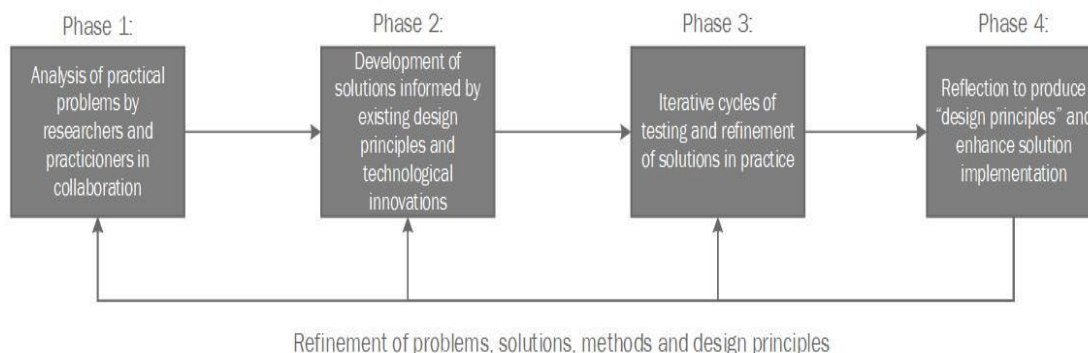 Phase 1:
Analysis of practical
problems by
researchers and
practicioners in
collaboration
Phase 2:
Development of
solutions informed by
existing design
principles and
technological
innovations
Phase 3:
Iterative cycles of
testing and refinement
of solutions in practice
Phase 4:
Reflection to produce
“design principles” and
enhance solution
implementation
Refinement of problems, solutions, methods and design principles